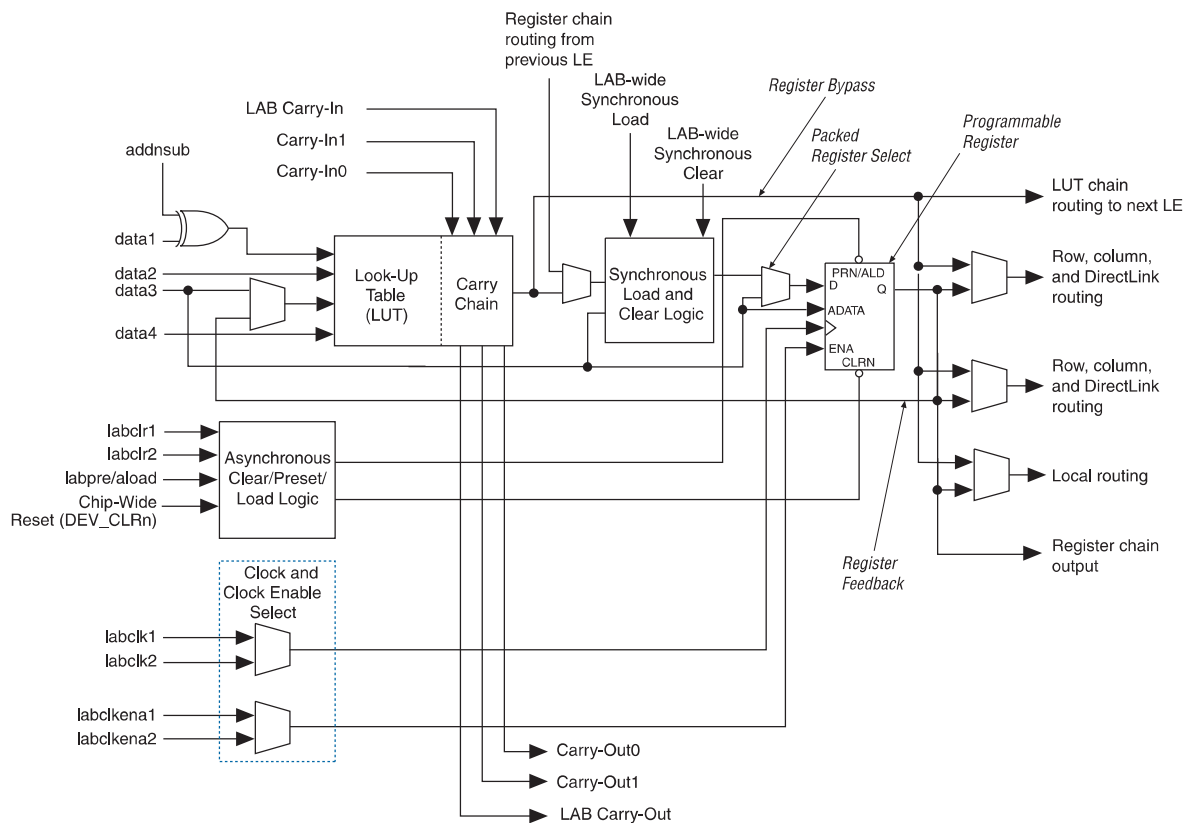 Register chain
routing from
previous LE
LAB-wide
Synchronous
Load
LAB-wide
Synchronous
Clear
Register Bypass
Packed
Register Select
Programmable
Register
LAB Carry-In
Carry-In1
Carry-In0
addnsub
data1
data2
data3
data4
Look-Up
Table
(LUT)
Carry
Chain
Synchronous
Load and
Clear Logic
PRN/ALD
D
Q
ADATA
ENA
CLRN
LUT chain
routing to next LE
Row, column,
and DirectLink
routing
Row, column,
and DirectLink
routing
Local routing
Register chain
output
Register
Feedback
labclr1
labclr2
labpre/aload
Chip-Wide
Reset (DEV_CLRn)
Asynchronous
Clear/Preset/
Load Logic
Clock and
Clock Enable
Select
labclk1
labclk2
labclkena1
labclkena2
Carry-Out0
Carry-Out1
LAB Carry-Out